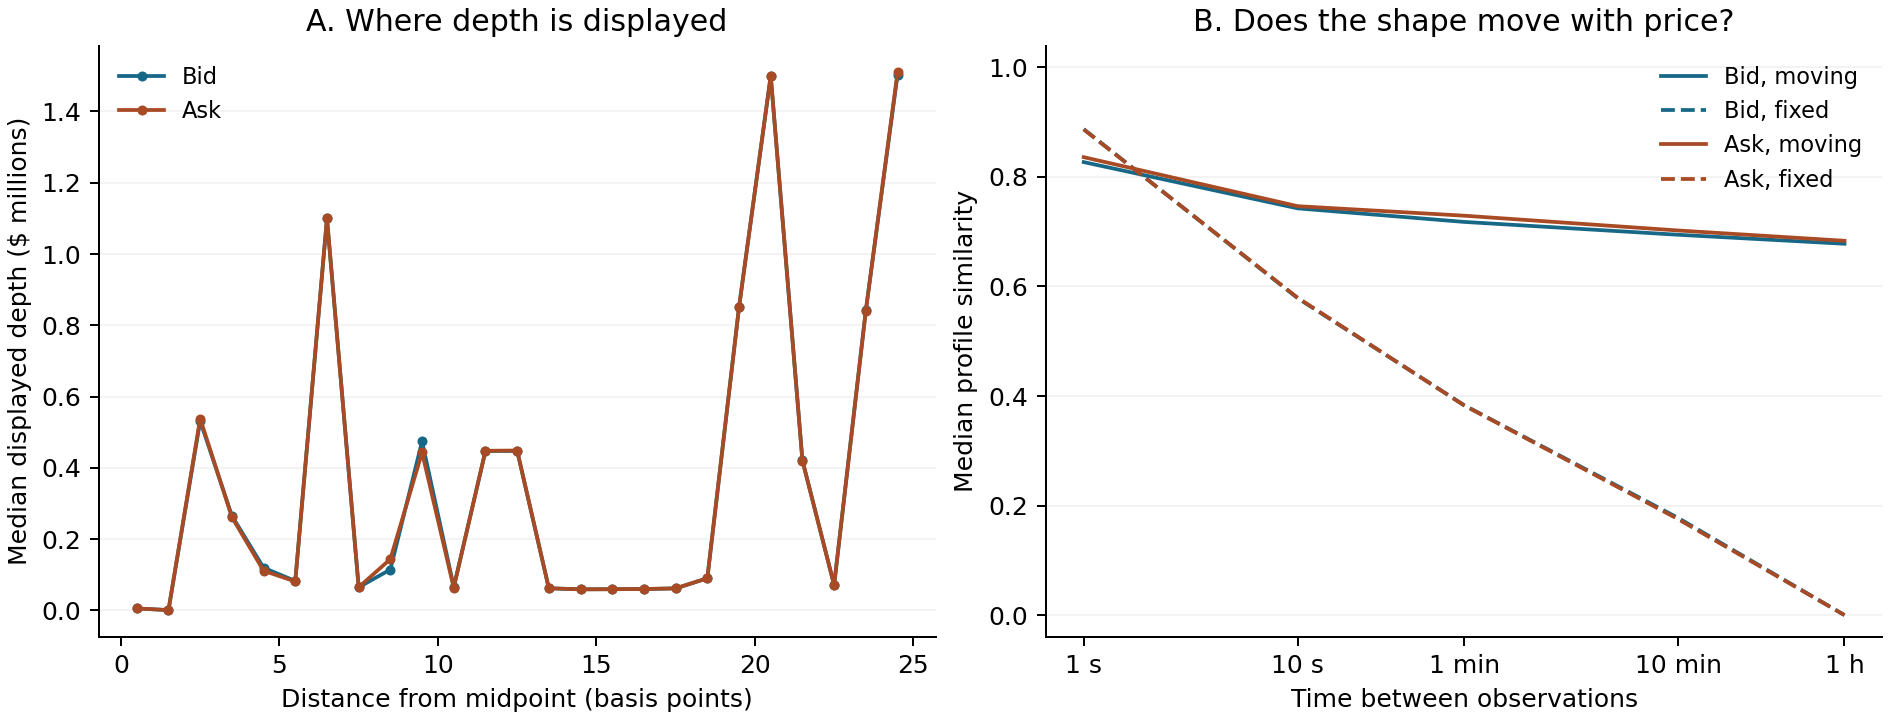 A. Where depth is displayed
Bid
Ask
Median displayed depth ($ millions)
1.4
1.2
1.0
0.8
0.6
0.4
0.2
0.0
0
5
10
15
20
25
Distance from midpoint (basis points)
B. Does the shape move with price?
Bid, moving
Bid, fixed
Ask, moving
Ask, fixed
Median profile similarity
1.0
0.8
0.6
0.4
0.2
0.0
1 s
10 s
1 min
10 min
1 h
Time between observations